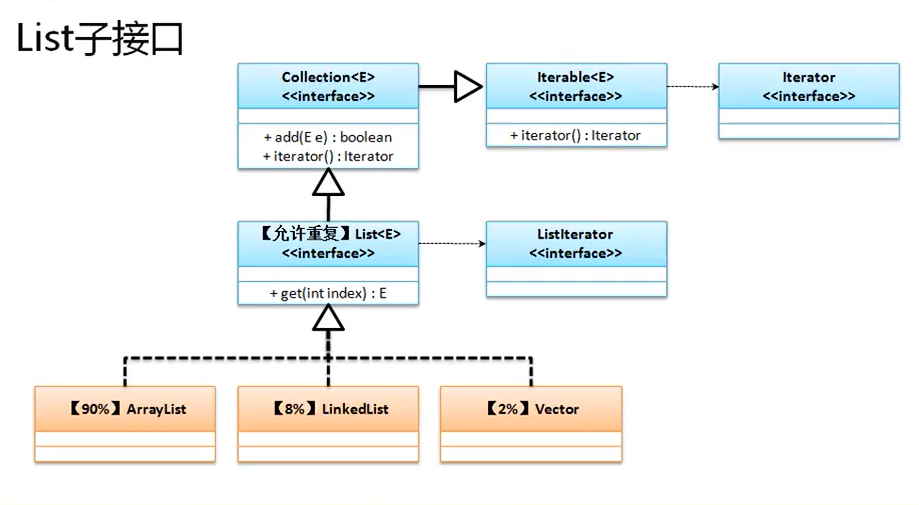 List子接口
Collection<E>
<<interface>>
+ add(E e) : boolean
+ iterator() : Iterator
Iterable<E>
<<interface>>
+ iterator() : Iterator
Iterator
<<interface>>
【允许重复】List<E>
<<interface>>
+ get(int index) : E
ListIterator
<<interface>>
【90%】ArrayList
【8%】LinkedList
【2%】Vector